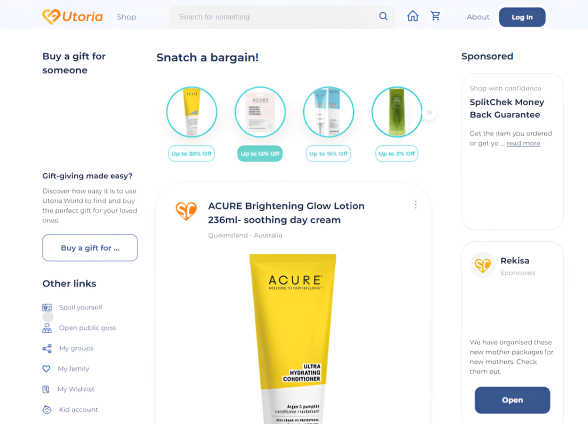 Utoria
Shop
Search for something
About
Log In
Buy a gift for
someone
Gift-giving made easy?
Discover how easy it is to use
Utoria.World to find and buy
the perfect gift for your loved
ones.
Buy a gift for ...
Other links
Spoil yourself
Open public goss
My groups
My family
My Wishlist
Kid account
Snatch a bargain!
ACURE
Up to 20% Off
Up to 12% Off
Up to 15% Off
Up to 2% Off
ACURE Brightening Glow Lotion
236ml- soothing day cream
Queensland - Australia
ACURE
ULTRA
HYDRATING
CONDITIONER
Argan & pumpkin
Sponsored
Shop with confidence
SplitChek Money
Back Guarantee
Get the item you ordered
or get yo ... read more
Rekisa
Sponsored
We have organised these
new mother packages for
new mothers. Check
them out
Open